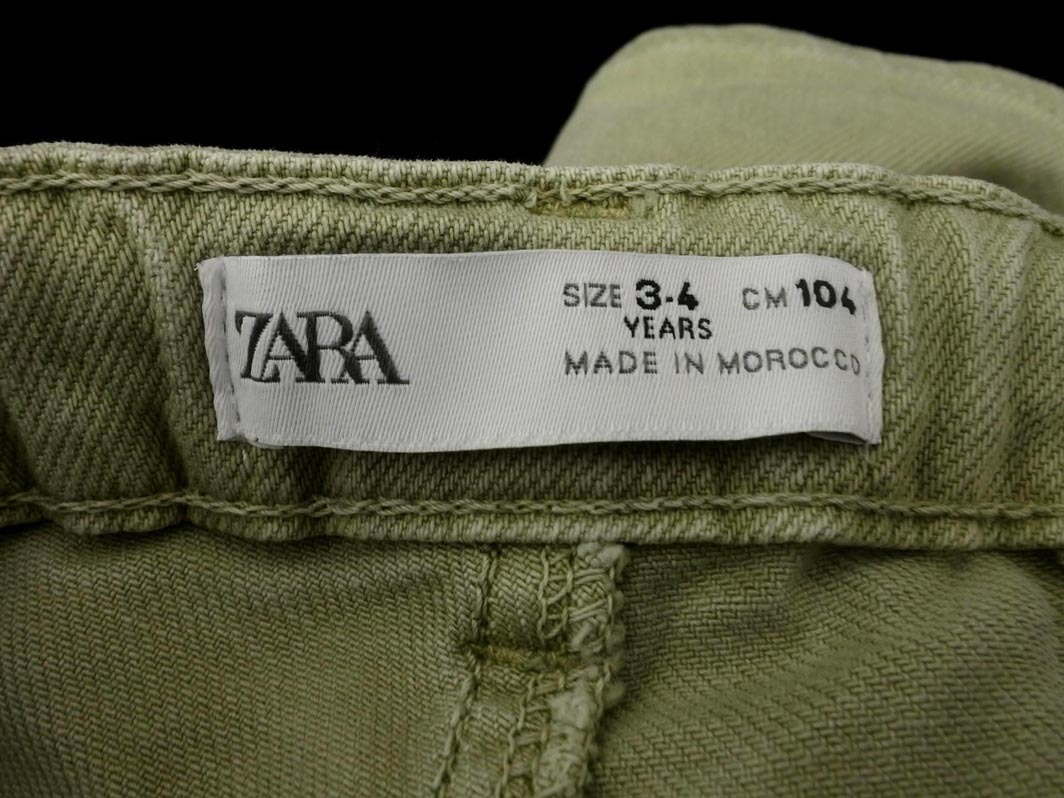 ZARA
SIZE 3-4 CM 104
YEARS
MADE IN MOROCCO